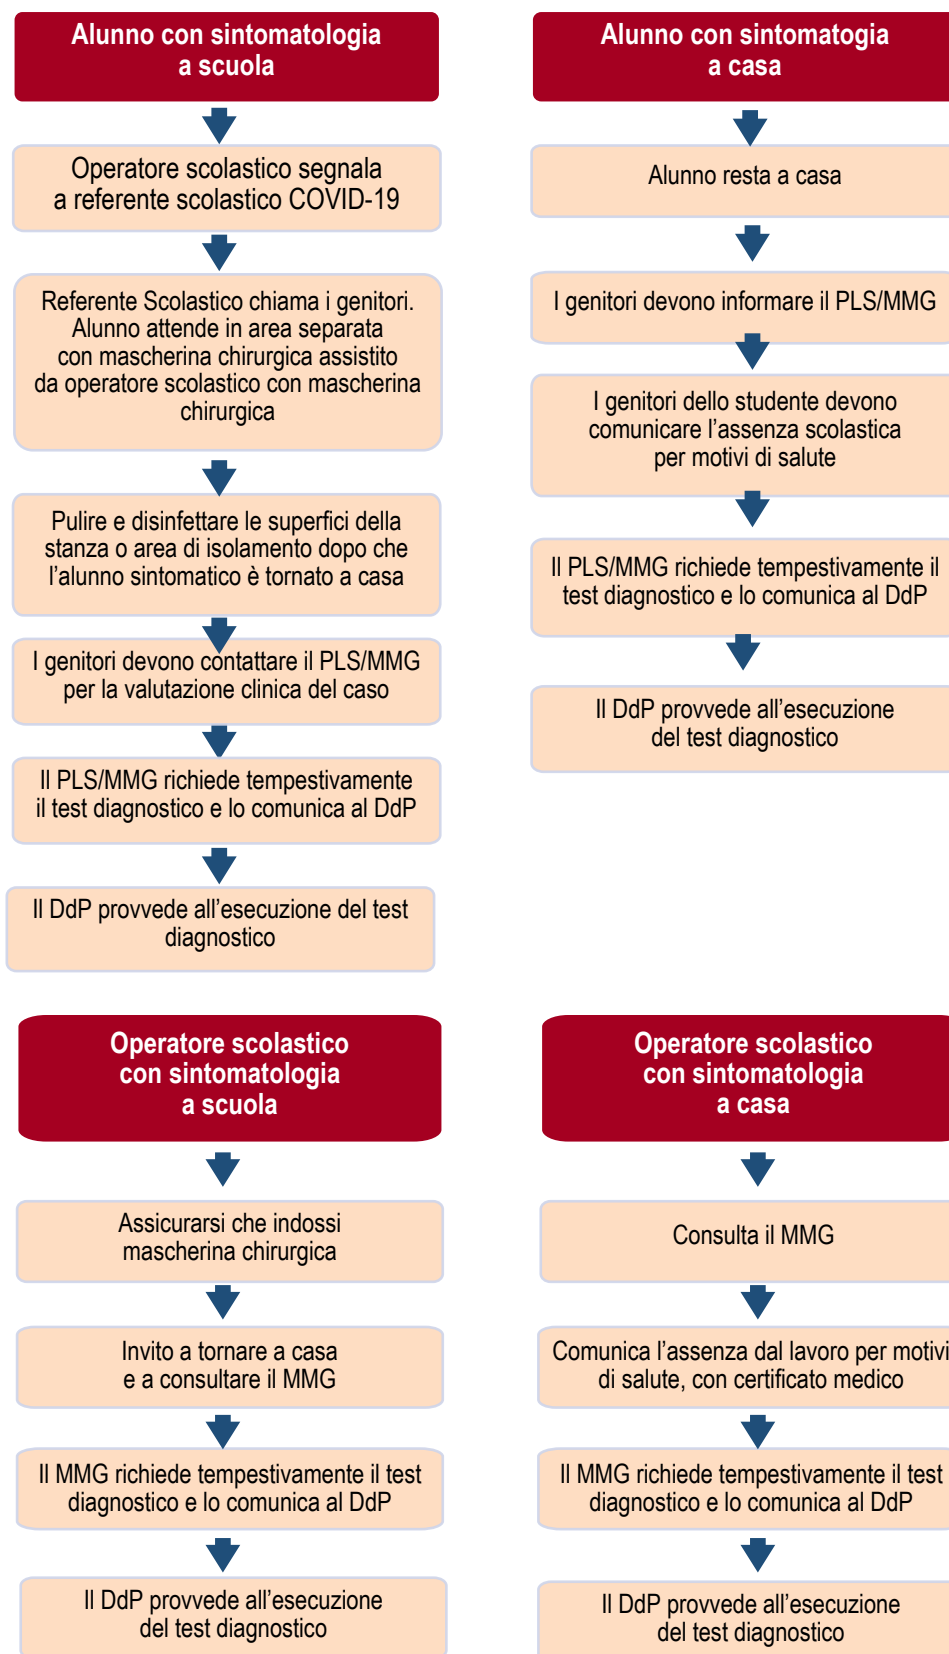 Alunno con sintomatologia
a scuola
Operatore scolastico segnala
a referente scolastico COVID-19
Referente Scolastico chiama i genitori.
Alunno attende in area separata
con mascherina chirurgica assistito
da operatore scolastico con mascherina
chirurgica
Pulire e disinfettare le superfici della
stanza o area di isolamento dopo che
l’alunno sintomatico è tornato a casa
I genitori devono contattare il PLS/MMG
per la valutazione clinica del caso
Il PLS/MMG richiede tempestivamente
il test diagnostico e lo comunica al DdP
Il DdP provvede all’esecuzione del test
diagnostico
Alunno con sintomatogia
a casa
Alunno resta a casa
I genitori devono informare il PLS/MMG
I genitori dello studente devono
comunicare l’assenza scolastica
per motivi di salute
Il PLS/MMG richiede tempestivamente il
test diagnostico e lo comunica al DdP
Il DdP provvede all’esecuzione
del test diagnostico
Operatore scolastico
con sintomatologia
a scuola
Assicurarsi che indossi
mascherina chirurgica
Invito a tornare a casa
e a consultare il MMG
Il MMG richiede tempestivamente il test
diagnostico e lo comunica al DdP
Il DdP provvede all’esecuzione
del test diagnostico
Operatore scolastico
con sintomatologia
a casa
Consulta il MMG
Comunica l’assenza dal lavoro per motivi
di salute, con certificato medico
Il MMG richiede tempestivamente il test
diagnostico e lo comunica al DdP
Il DdP provvede all’esecuzione
del test diagnostico